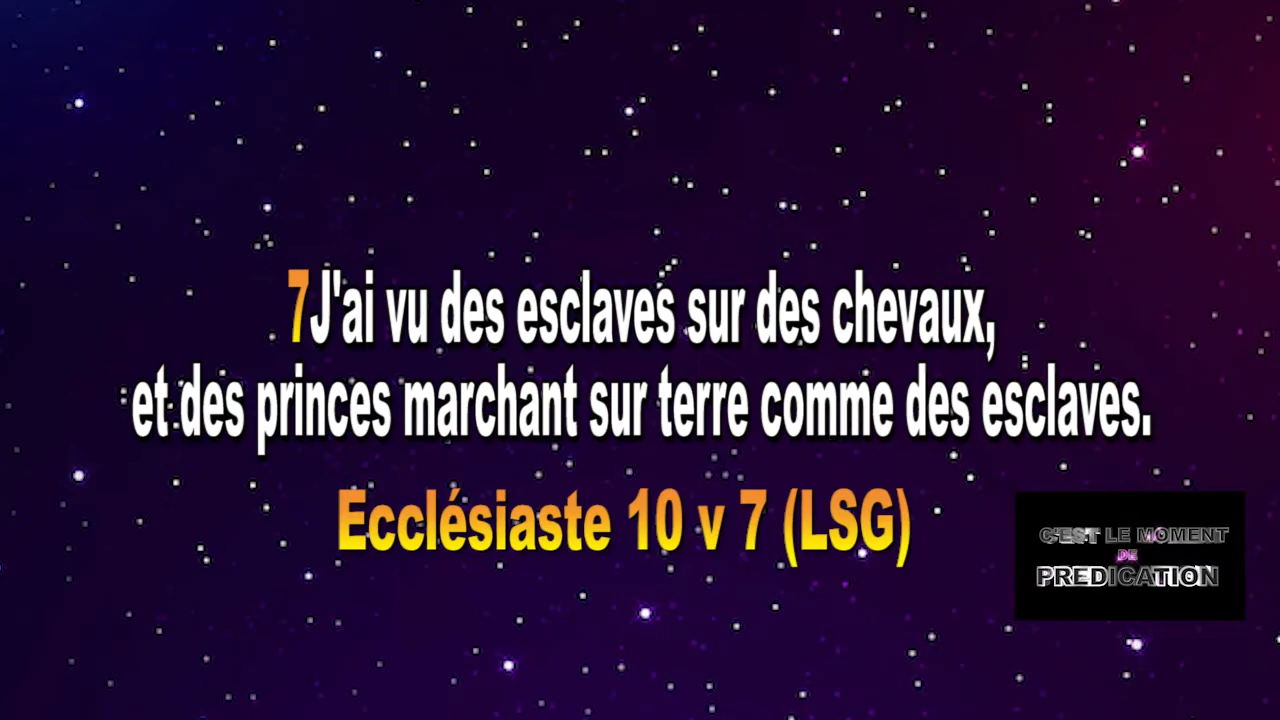 7J'ai vu des esclaves sur des chevaux,
et des princes marchant sur terre comme des esclaves.
Ecclésiaste 10 v 7 (LSG)
C'EST LE MOMENT
DE
PREDICATION